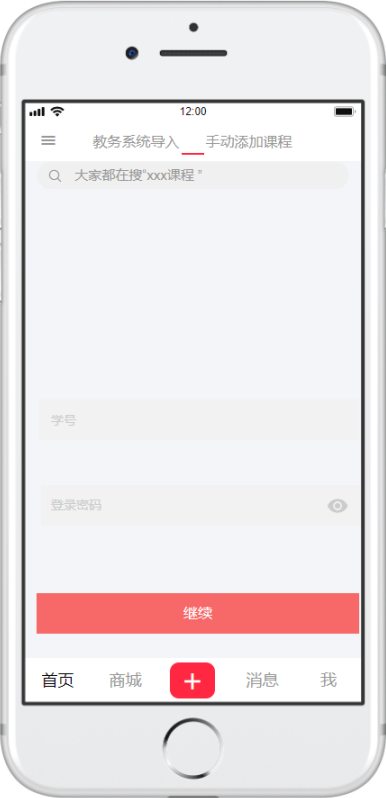 12:00
教务系统导入 手动添加课程
大家都在搜“xxx课程 ”
学号
登录密码
继续
首页 商城 消息 我